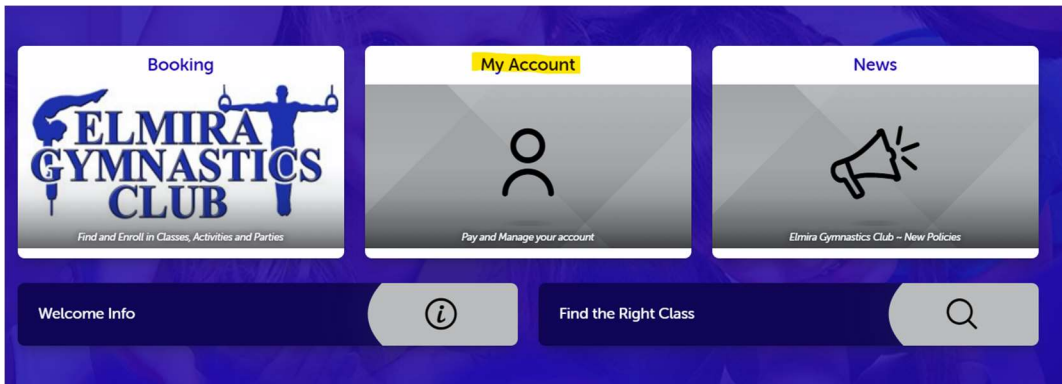 Booking
ELMIRA
GYMNASTICS
CLUB
Find and Enroll in Classes, Activities and Parties
My Account
Pay and Manage your account
News
Elmira Gymnastics Club – New Policies
Welcome Info
i
Find the Right Class